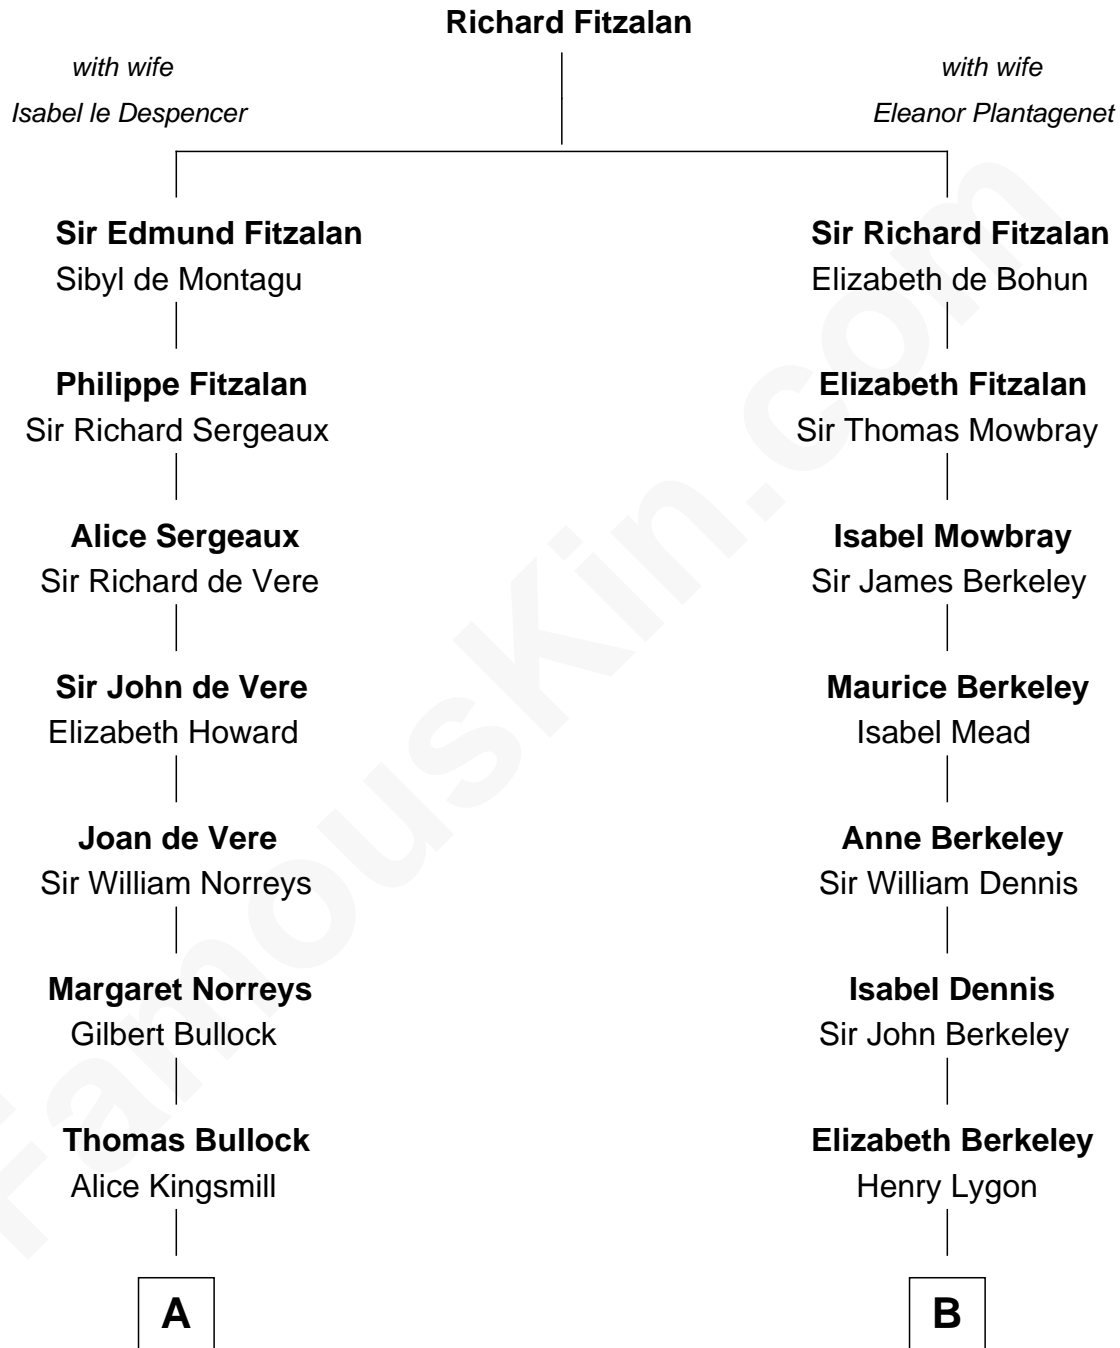 Richard Fitzalan
with wife
Isabel le Despencer
with wife
Eleanor Plantagenet
Sir Edmund Fitzalan
Sibyl de Montagu
Sir Richard Fitzalan
Elizabeth de Bohun
Philippe Fitzalan
Sir Richard Sergeaux
Elizabeth Fitzalan
Sir Thomas Mowbray
Alice Sergeaux
Sir Richard de Vere
Isabel Mowbray
Sir James Berkeley
Sir John de Vere
Elizabeth Howard
Maurice Berkeley
Isabel Mead
Joan de Vere
Sir William Norreys
Anne Berkeley
Sir William Dennis
Margaret Norreys
Gilbert Bullock
Isabel Dennis
Sir John Berkeley
Thomas Bullock
Alice Kingsmill
Elizabeth Berkeley
Henry Lygon
A
B
FamousKin.com